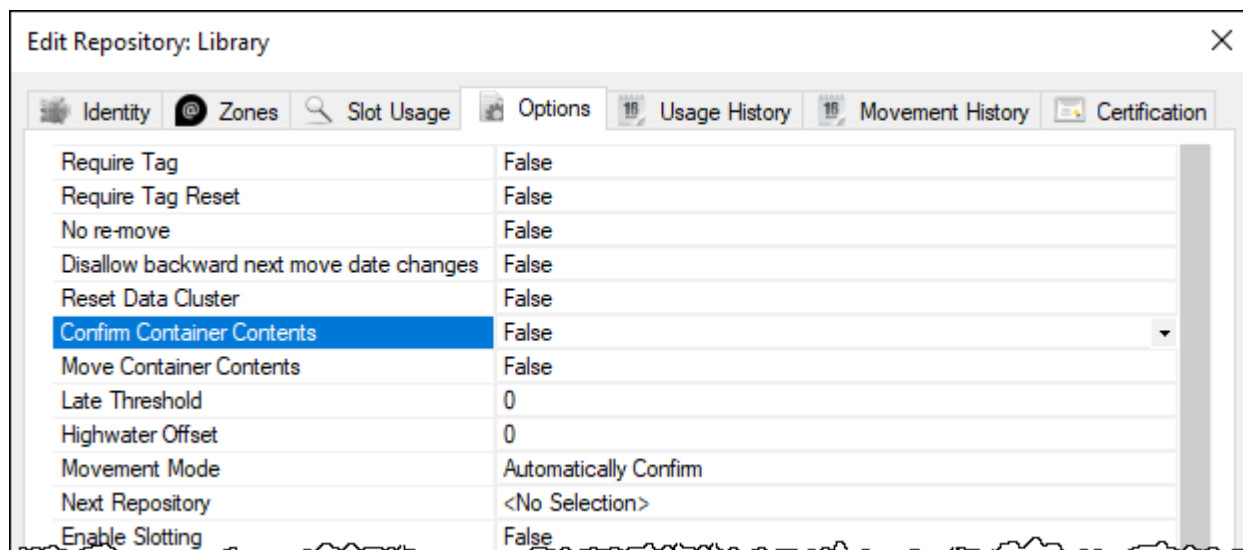 Edit Repository: Library
Identity Zones Slot Usage Options Usage History Movement History Certification
Require Tag False
Require Tag Reset False
No re-move False
Disallow backward next move date changes False
Reset Data Cluster False
Confirm Container Contents False
Move Container Contents False
Late Threshold 0
Highwater Offset 0
Movement Mode Automatically Confirm
Next Repository <No Selection>
Enable Slotting False